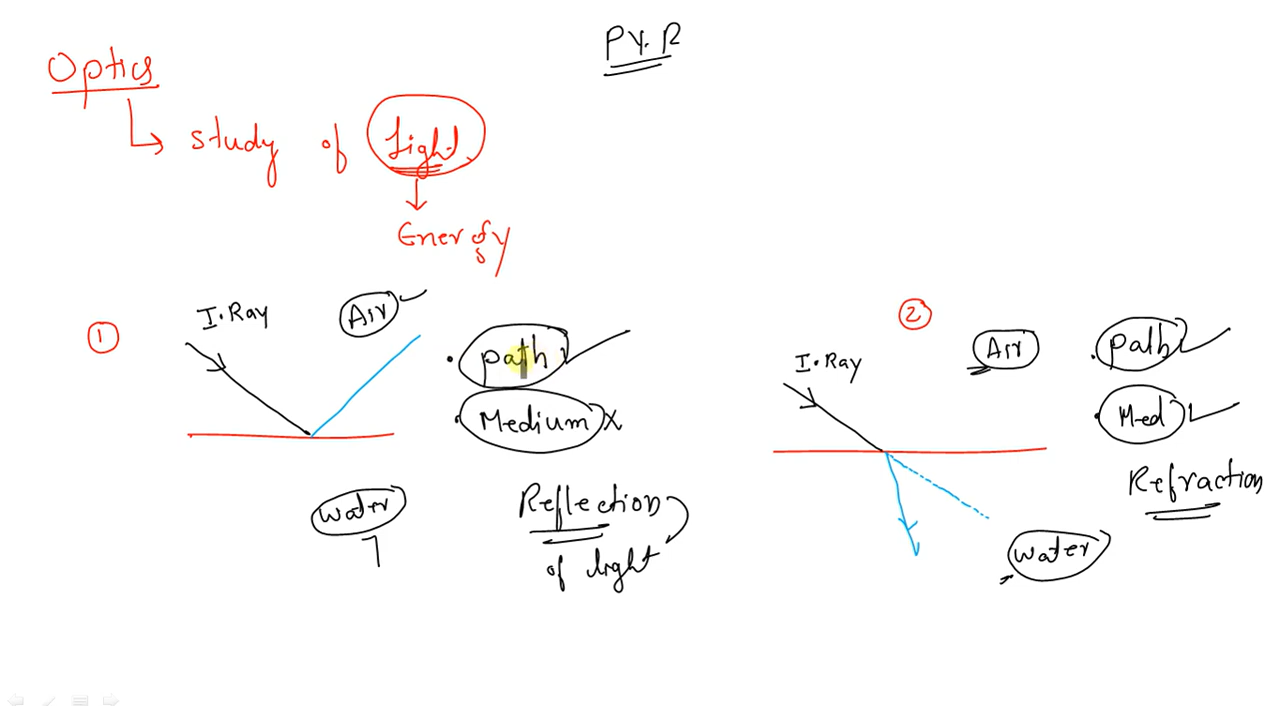 PY.R
Optics
↳ study of Light
↓
Energy
①
I.Ray
Air ✓
• Path ✓
• Medium X
Water
Reflection
of light
②
I.Ray
Air
• Path ✓
• Med ✓
Refraction
Water